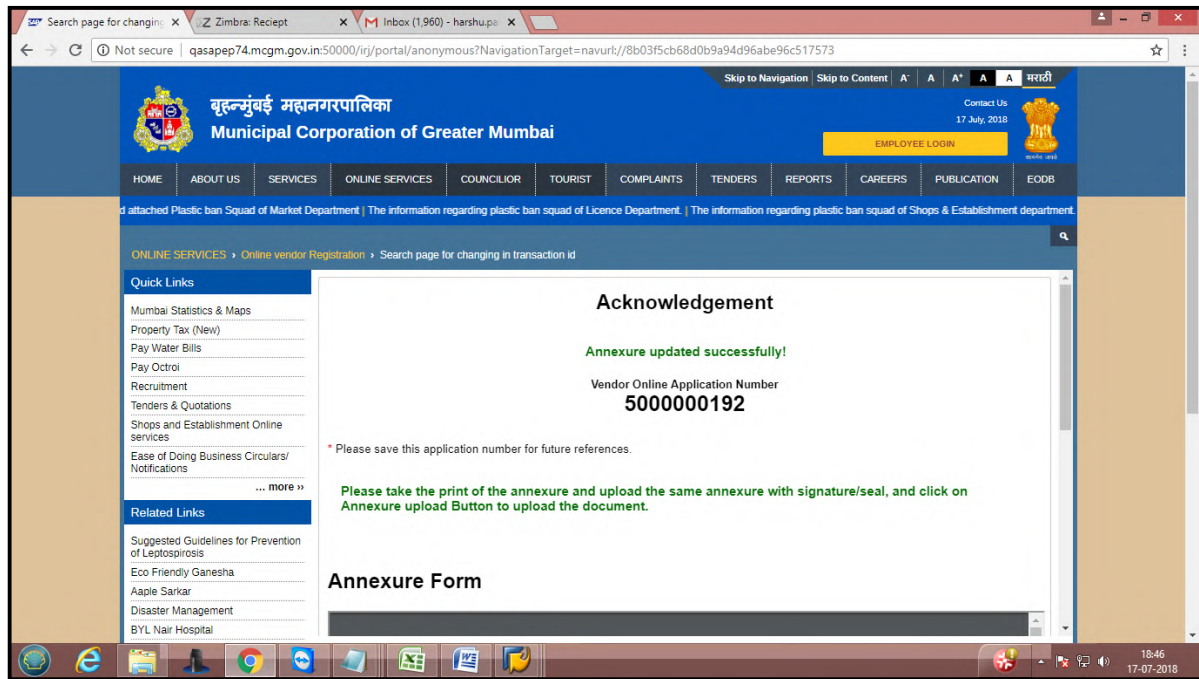 Search page for changing
Zimbra: Reciept
Inbox (1,960) - harshu.pa
Not secure | qasapep74.mcgm.gov.in:50000/irj/portal/anonymous?NavigationTarget=navurl://8b03f5cb68d0b9a94d96abe96c517573
Skip to Navigation Skip to Content A- A A+ A A मराठी
बृहन्मुंबई महानगरपालिका
Municipal Corporation of Greater Mumbai
Contact Us
17 July, 2018
EMPLOYEE LOGIN
सत्यमेव जयते
HOME ABOUT US SERVICES ONLINE SERVICES COUNCILIOR TOURIST COMPLAINTS TENDERS REPORTS CAREERS PUBLICATION EODB
d attached Plastic ban Squad of Market Department | The information regarding plastic ban squad of Licence Department. | The information regarding plastic ban squad of Shops & Establishment department.
ONLINE SERVICES › Online vendor Registration › Search page for changing in transaction id
Quick Links
Mumbai Statistics & Maps
Property Tax (New)
Pay Water Bills
Pay Octroi
Recruitment
Tenders & Quotations
Shops and Establishment Online
services
Ease of Doing Business Circulars/
Notifications
... more ››
Related Links
Suggested Guidelines for Prevention
of Leptospirosis
Eco Friendly Ganesha
Aaple Sarkar
Disaster Management
BYL Nair Hospital
Acknowledgement
Annexure updated successfully!
Vendor Online Application Number
5000000192
* Please save this application number for future references.
Please take the print of the annexure and upload the same annexure with signature/seal, and click on
Annexure upload Button to upload the document.
Annexure Form
18:46
17-07-2018